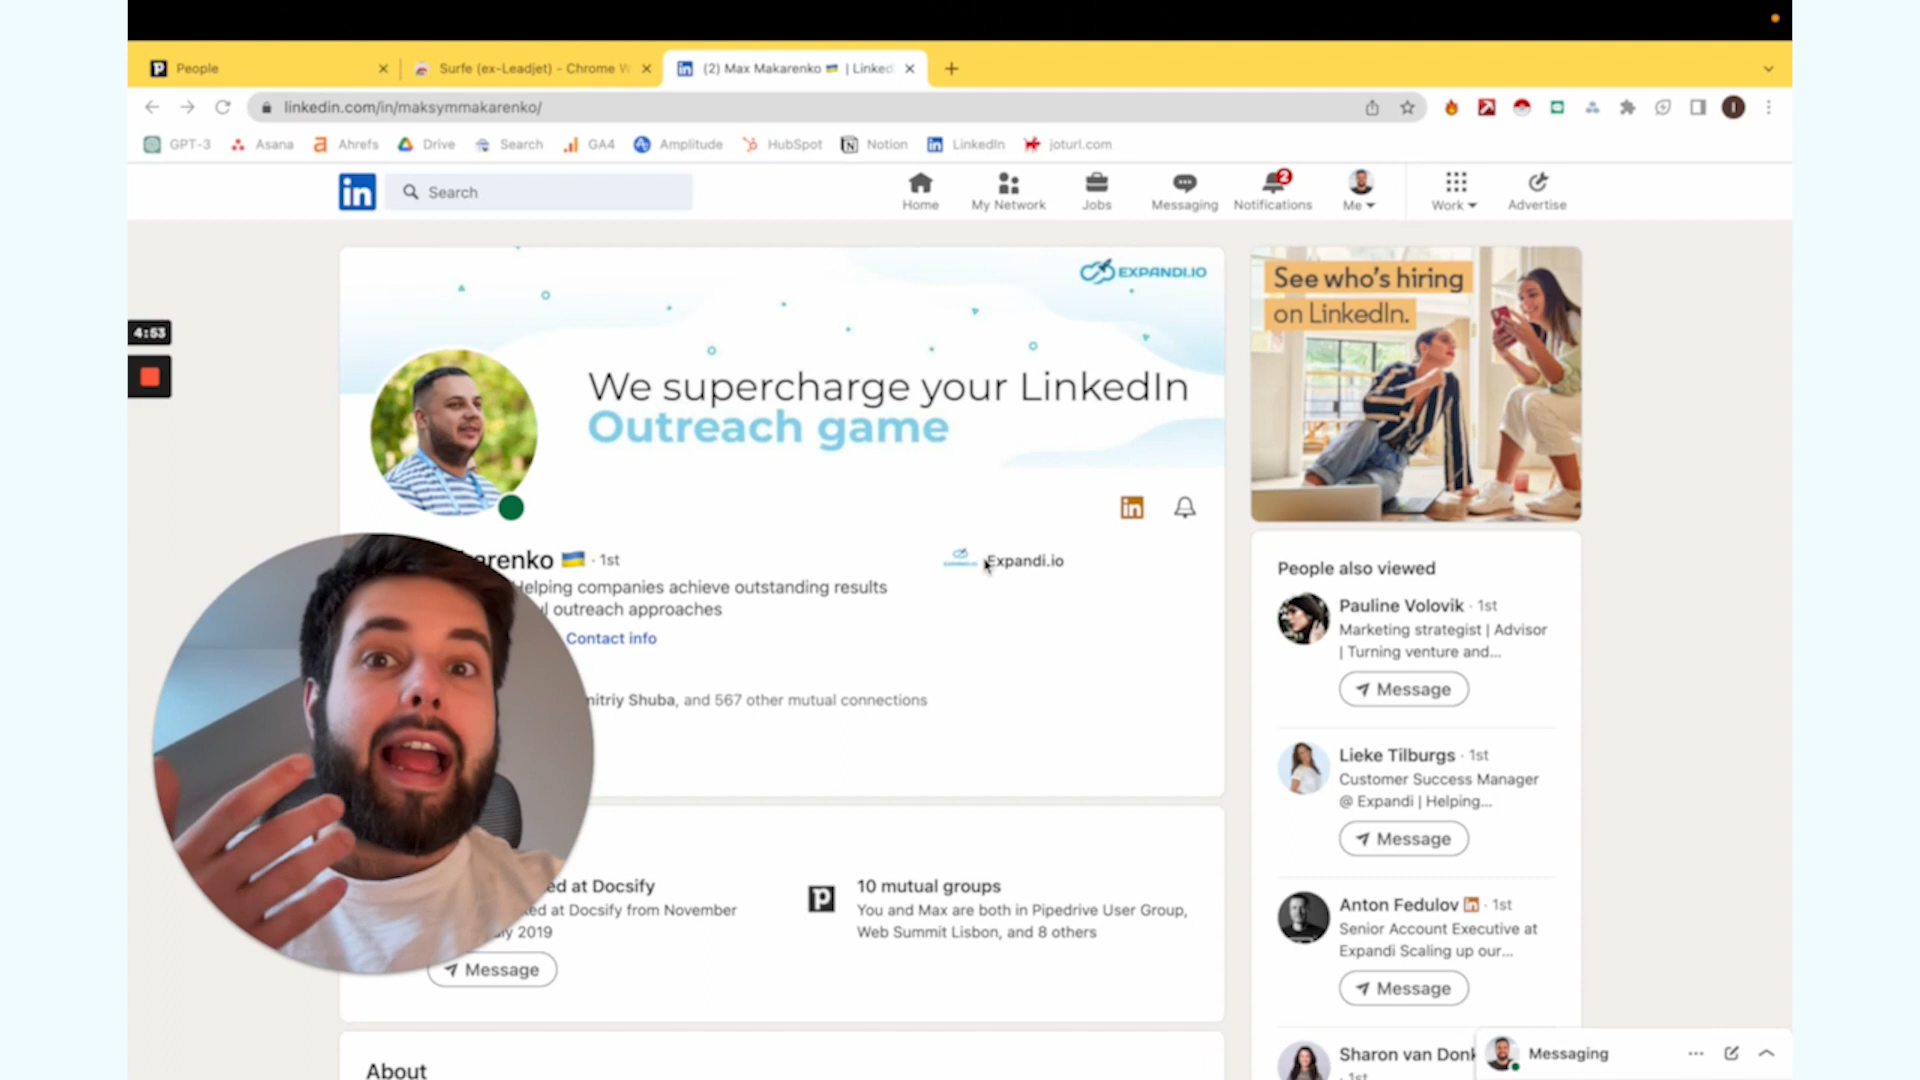 People
Surfe (ex-Leadjet) - Chrome W
(2) Max Makarenko 🇺🇦 | Linked
linkedin.com/in/maksymmakarenko/
I
GPT-3
Asana
Ahrefs
Drive
Search
GA4
Amplitude
HubSpot
Notion
LinkedIn
joturl.com
in
Search
Home
My Network
Jobs
Messaging
2
Notifications
Me
Work
Advertise
4:53
EXPANDI.IO
We supercharge your LinkedIn
Outreach game
See who's hiring
on LinkedIn.
arenko 🇺🇦 · 1st
Expandi.io
Helping companies achieve outstanding results
outreach approaches
Contact info
Shuba, and 567 other mutual connections
ed at Docsify
ked at Docsify from November
2019
Message
10 mutual groups
You and Max are both in Pipedrive User Group,
Web Summit Lisbon, and 8 others
About
People also viewed
Pauline Volovik · 1st
Marketing strategist | Advisor
| Turning venture and...
Message
Lieke Tilburgs · 1st
Customer Success Manager
@ Expandi | Helping...
Message
Anton Fedulov in · 1st
Senior Account Executive at
Expandi Scaling up our...
Message
Sharon van Donk
· 1st
Messaging